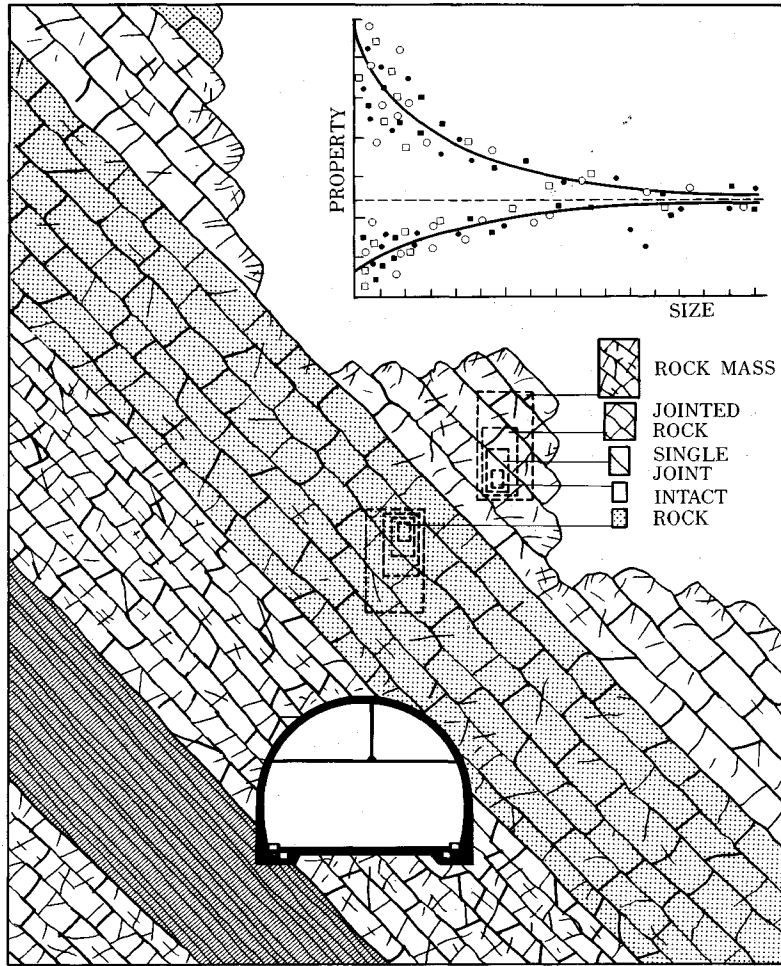 PROPERTY
SIZE
ROCK MASS
JOINTED
ROCK
SINGLE
JOINT
INTACT
ROCK